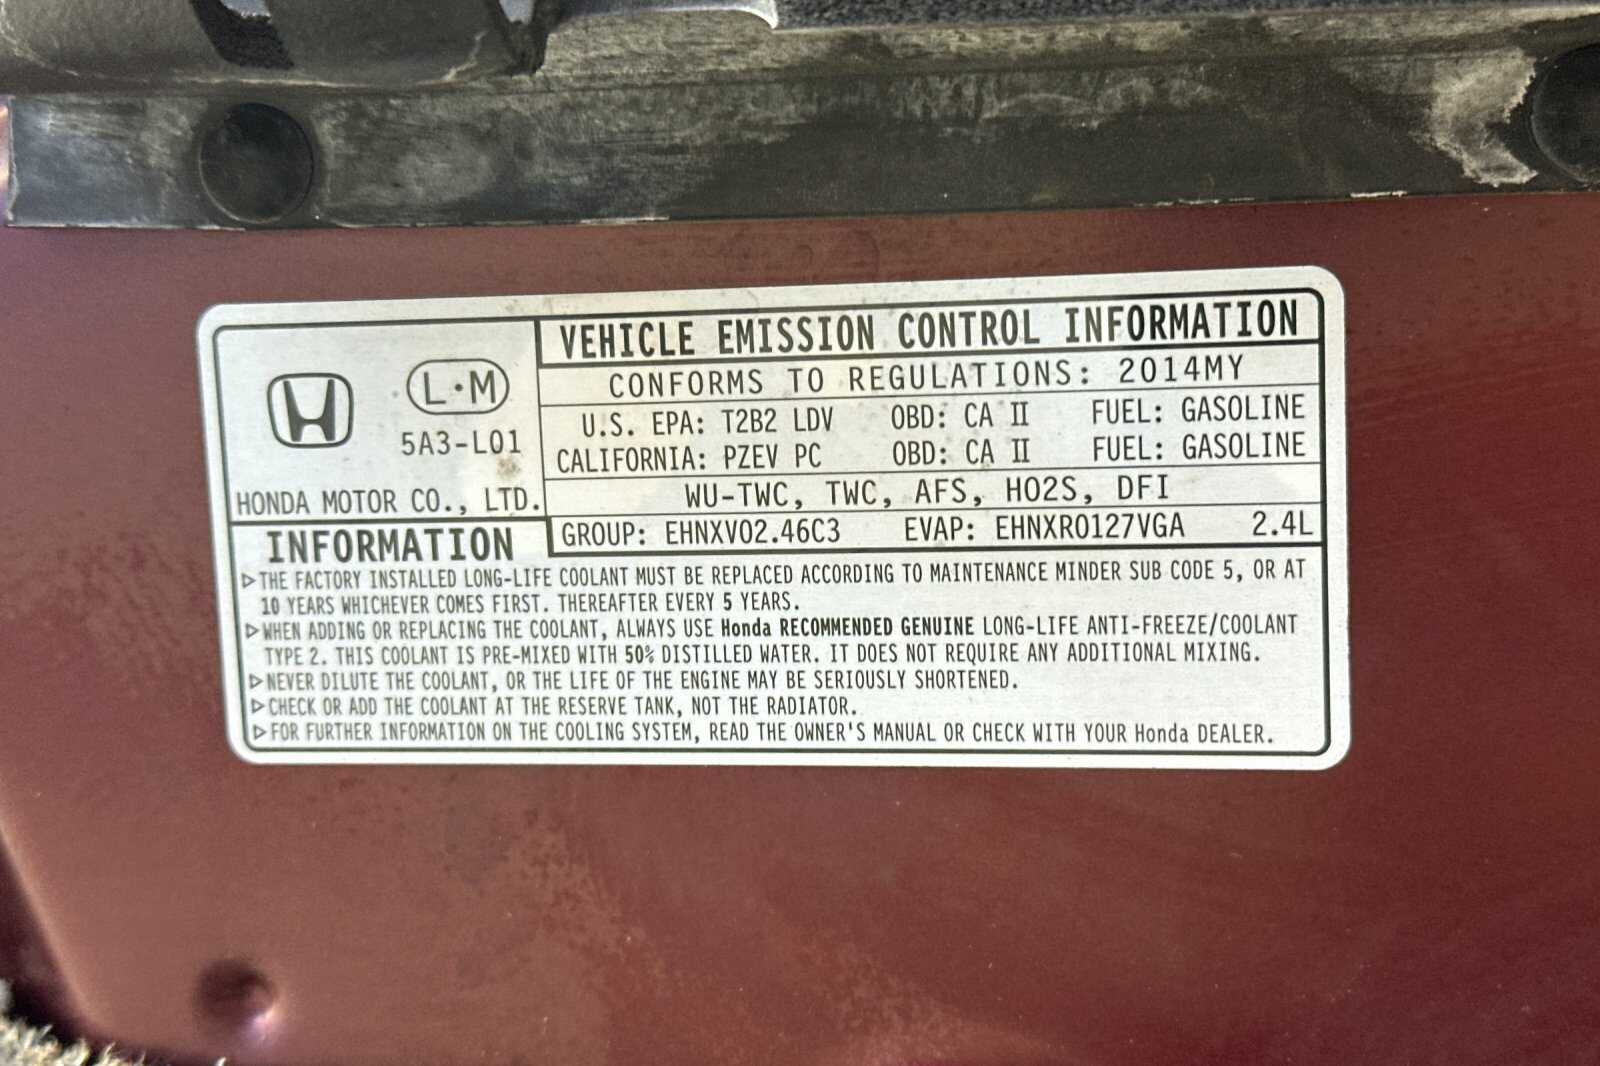 VEHICLE EMISSION CONTROL INFORMATION
L·M
5A3-L01
HONDA MOTOR CO., LTD.
CONFORMS TO REGULATIONS: 2014MY
U.S. EPA: T2B2 LDV OBD: CA II FUEL: GASOLINE
CALIFORNIA: PZEV PC OBD: CA II FUEL: GASOLINE
WU-TWC, TWC, AFS, HO2S, DFI
GROUP: EHNXV02.46C3 EVAP: EHNXR0127VGA 2.4L
INFORMATION
▷THE FACTORY INSTALLED LONG-LIFE COOLANT MUST BE REPLACED ACCORDING TO MAINTENANCE MINDER SUB CODE 5, OR AT
10 YEARS WHICHEVER COMES FIRST. THEREAFTER EVERY 5 YEARS.
▷WHEN ADDING OR REPLACING THE COOLANT, ALWAYS USE Honda RECOMMENDED GENUINE LONG-LIFE ANTI-FREEZE/COOLANT
TYPE 2. THIS COOLANT IS PRE-MIXED WITH 50% DISTILLED WATER. IT DOES NOT REQUIRE ANY ADDITIONAL MIXING.
▷NEVER DILUTE THE COOLANT, OR THE LIFE OF THE ENGINE MAY BE SERIOUSLY SHORTENED.
▷CHECK OR ADD THE COOLANT AT THE RESERVE TANK, NOT THE RADIATOR.
▷FOR FURTHER INFORMATION ON THE COOLING SYSTEM, READ THE OWNER'S MANUAL OR CHECK WITH YOUR Honda DEALER.